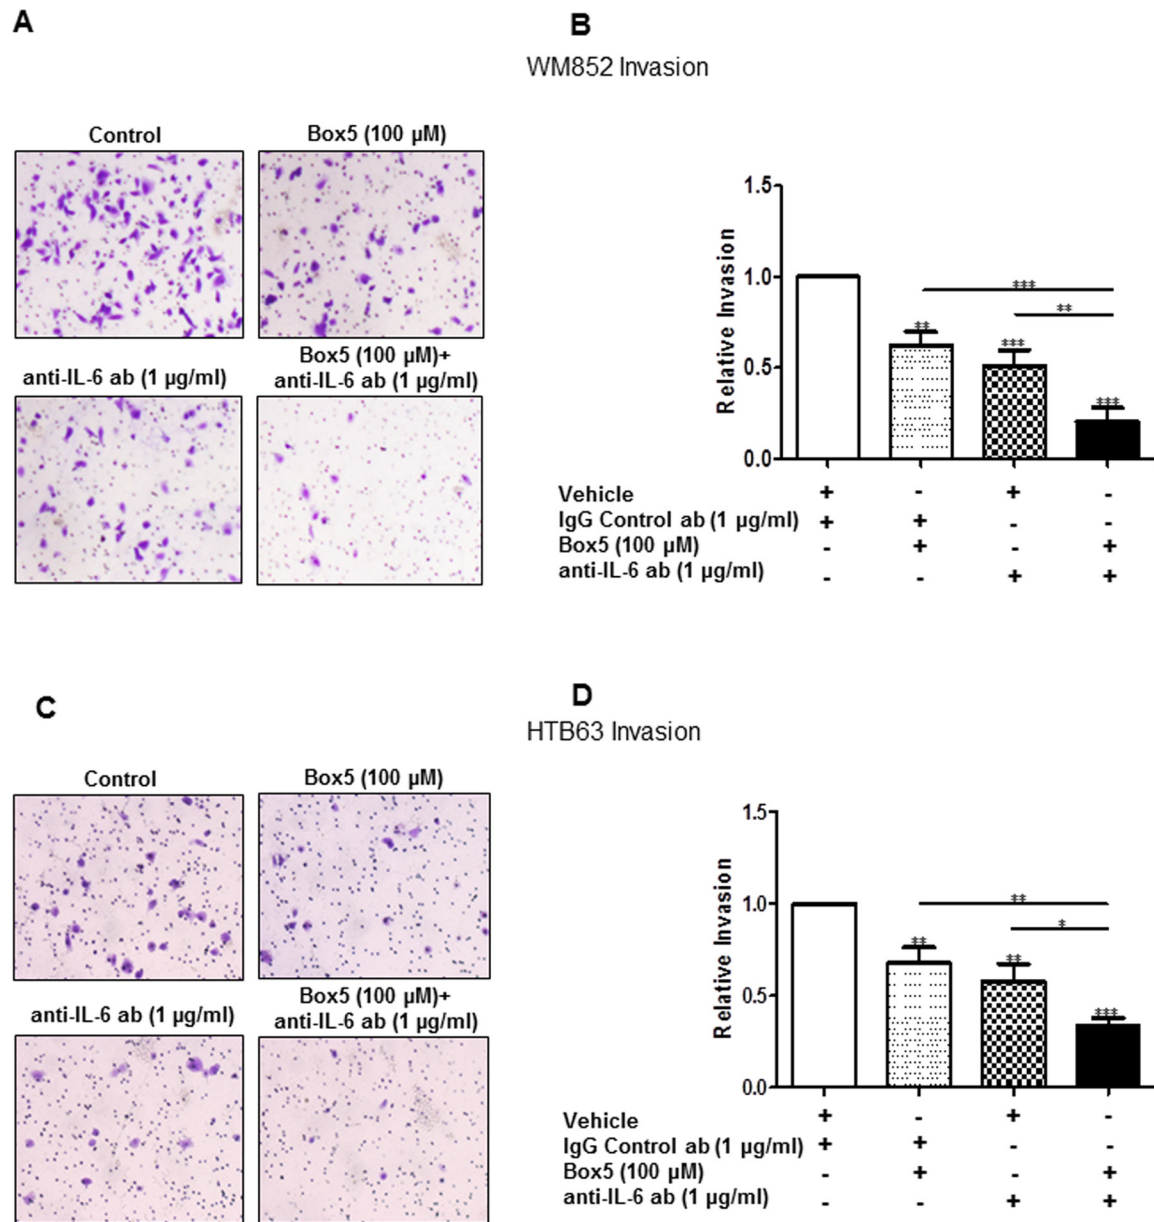 A
B
WM852 Invasion
Control
Box5 (100 µM)
anti-IL-6 ab (1 µg/ml)
Box5 (100 µM)+
anti-IL-6 ab (1 µg/ml)
Relative Invasion
1.5
1.0
0.5
0.0
***
**
**
***
***
Vehicle + - + -
IgG Control ab (1 µg/ml) + + - -
Box5 (100 µM) - + - +
anti-IL-6 ab (1 µg/ml) - - + +
C
D
HTB63 Invasion
Control
Box5 (100 µM)
anti-IL-6 ab (1 µg/ml)
Box5 (100 µM)+
anti-IL-6 ab (1 µg/ml)
Relative Invasion
1.5
1.0
0.5
0.0
**
*
**
**
***
Vehicle + - + -
IgG Control ab (1 µg/ml) + + - -
Box5 (100 µM) - + - +
anti-IL-6 ab (1 µg/ml) - - + +